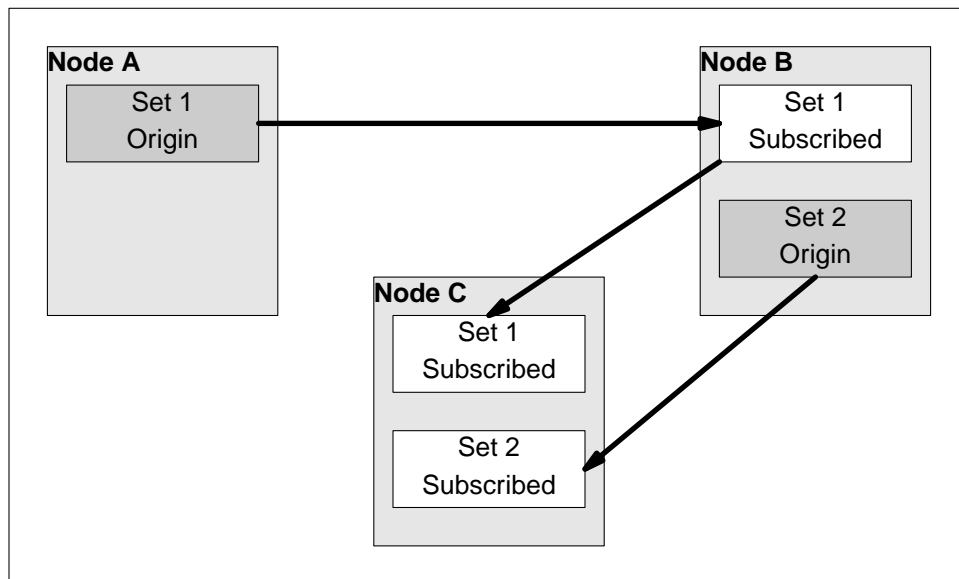 Node A
Set 1
Origin
Node B
Set 1
Subscribed
Set 2
Origin
Node C
Set 1
Subscribed
Set 2
Subscribed